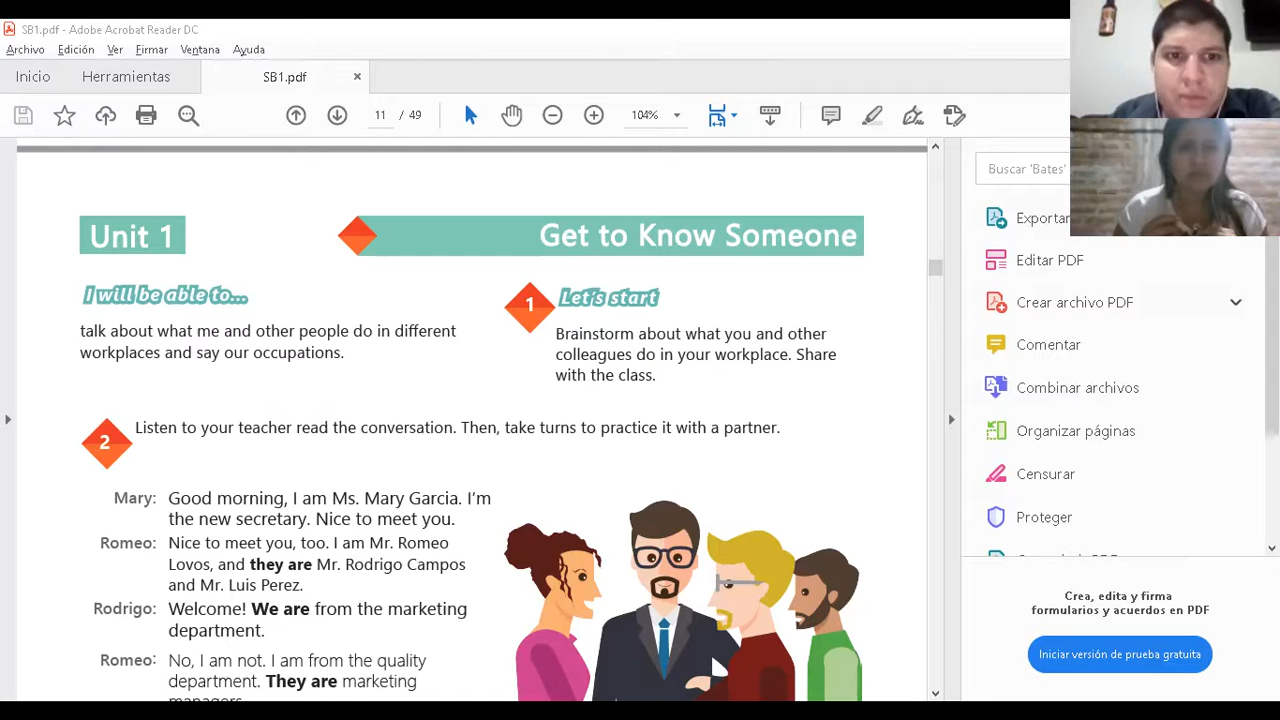 SB1.pdf - Adobe Acrobat Reader DC
Archivo Edición Ver Firmar Ventana Ayuda
Inicio Herramientas SB1.pdf ×
11 / 49 104%
Unit 1
Get to Know Someone
I will be able to...
talk about what me and other people do in different
workplaces and say our occupations.
1 Let's start
Brainstorm about what you and other
colleagues do in your workplace. Share
with the class.
2 Listen to your teacher read the conversation. Then, take turns to practice it with a partner.
Mary: Good morning, I am Ms. Mary Garcia. I'm
the new secretary. Nice to meet you.
Romeo: Nice to meet you, too. I am Mr. Romeo
Lovos, and they are Mr. Rodrigo Campos
and Mr. Luis Perez.
Rodrigo: Welcome! We are from the marketing
department.
Romeo: No, I am not. I am from the quality
department. They are marketing
managers.
Buscar 'Bates'
Exportar
Editar PDF
Crear archivo PDF
Comentar
Combinar archivos
Organizar páginas
Censurar
Proteger
Crea, edita y firma
formularios y acuerdos en PDF
Iniciar versión de prueba gratuita